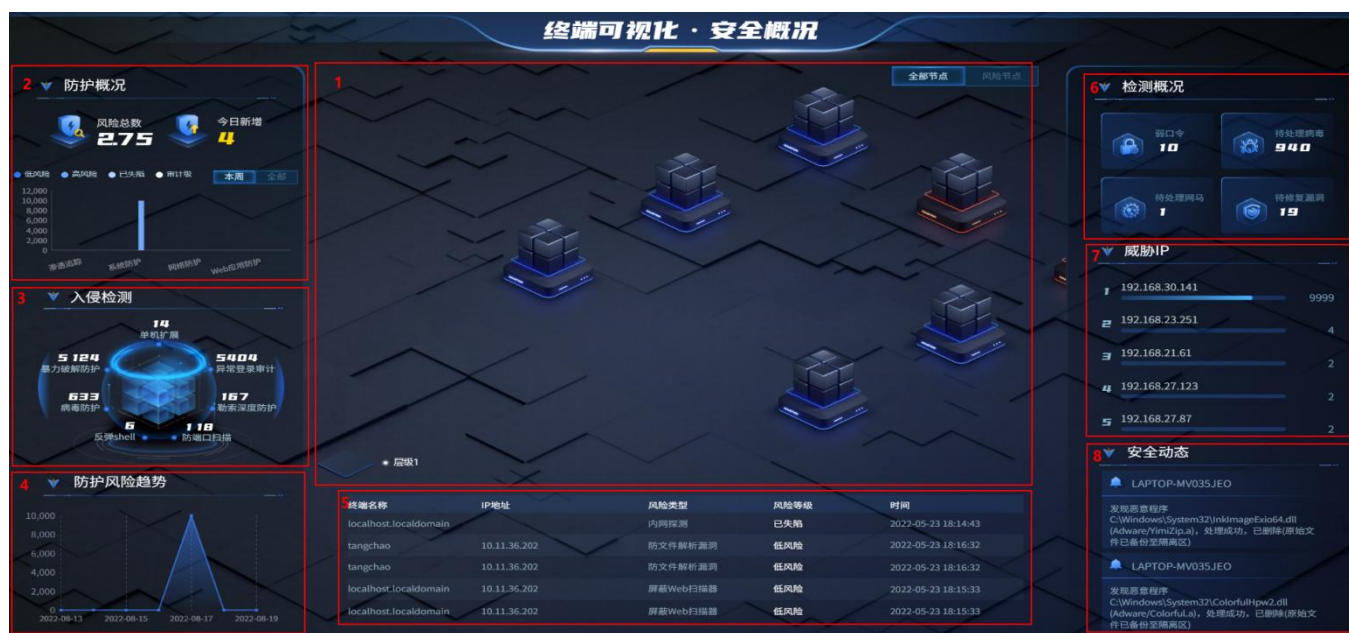 终端可视化 · 安全概况
1
全部节点 风险节点
层级1
2 防护概况
风险总数 275
今日新增 4
低风险 高风险 已失陷 审计级 本周 全部
12,000
10,000
8,000
6,000
4,000
2,000
0
渗透追踪 系统防护 网络防护 Web应用防护
3 入侵检测
14
单机扩展
5124 5404
暴力破解防护 异常登录审计
633 167
病毒防护 勒索深度防护
6 118
反弹shell 防端口扫描
4 防护风险趋势
10,000
8,000
6,000
4,000
2,000
0
2022-08-13 2022-08-15 2022-08-17 2022-08-19
5 终端名称 IP地址 风险类型 风险等级 时间
localhost.localdomain 内网探测 已失陷 2022-05-23 18:14:43
tangchao 10.11.36.202 防文件解析漏洞 低风险 2022-05-23 18:16:32
tangchao 10.11.36.202 防文件解析漏洞 低风险 2022-05-23 18:16:32
localhost.localdomain 10.11.36.202 屏蔽Web扫描器 低风险 2022-05-23 18:15:33
localhost.localdomain 10.11.36.202 屏蔽Web扫描器 低风险 2022-05-23 18:15:33
6 检测概况
弱口令 待处理病毒
10 940
待处理网马 待修复漏洞
1 19
7 威胁IP
1 192.168.30.141
9999
2 192.168.23.251
4
3 192.168.21.61
2
4 192.168.27.123
2
5 192.168.27.87
2
8 安全动态
LAPTOP-MV035JEO
发现恶意程序
C:\Windows\System32\InkImageExio64.dll
(Adware/YimiZip.a)，处理成功，已删除(原始文
件已备份至隔离区)
LAPTOP-MV035JEO
发现恶意程序
C:\Windows\System32\ColorfulHpw2.dll
(Adware/Colorful.a)，处理成功，已删除(原始文
件已备份至隔离区)